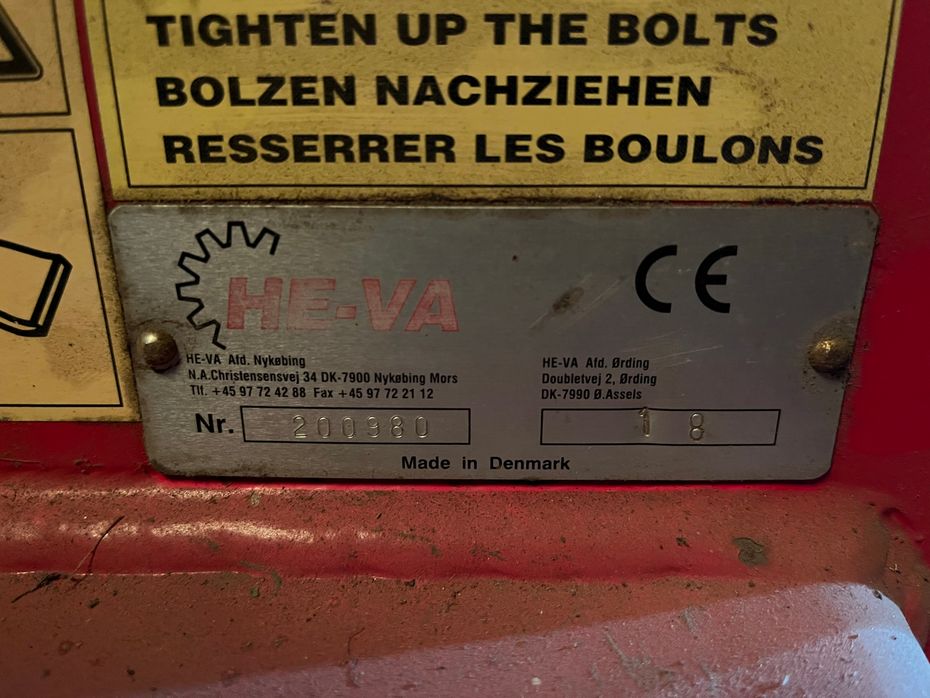 TIGHTEN UP THE BOLTS
BOLZEN NACHZIEHEN
RESSERRER LES BOULONS
HE-VA
CE
HE-VA Afd. Nykøbing
N.A.Christensensvej 34 DK-7900 Nykøbing Mors
Tlf. +45 97 72 42 88 Fax +45 97 72 21 12
HE-VA Afd. Ørding
Doubletvej 2, Ørding
DK-7990 Ø.Assels
Nr. 200980
18
Made in Denmark